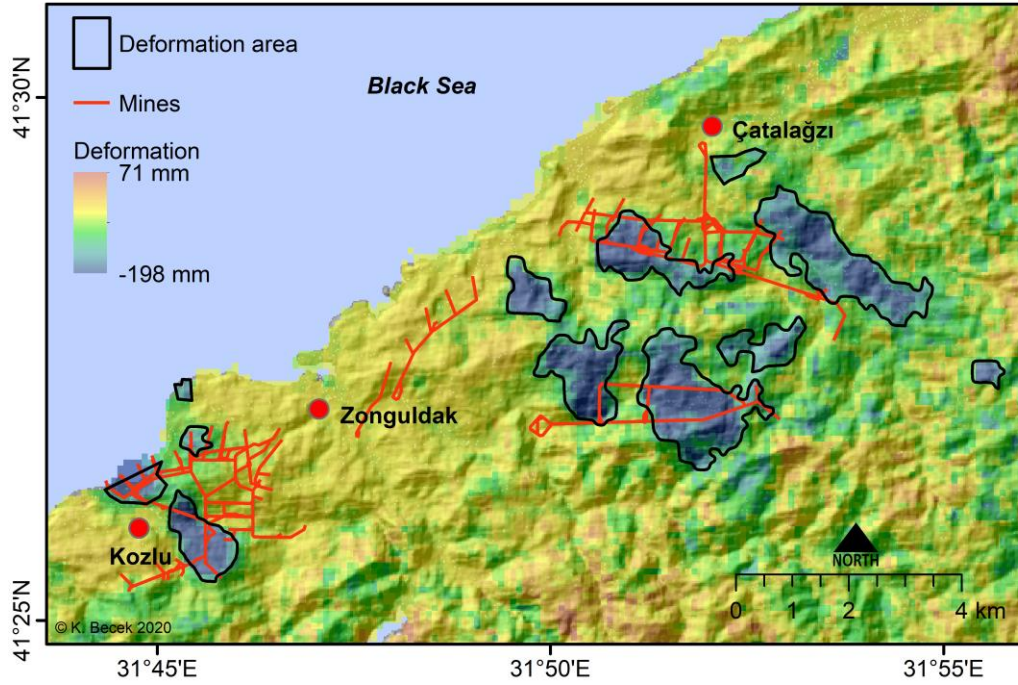 Deformation area
Mines
Deformation
71 mm
-198 mm
Black Sea
Çatalağzı
Zonguldak
Kozlu
NORTH
0 1 2 4 km
© K. Becek 2020
41°30'N
41°25'N
31°45'E 31°50'E 31°55'E